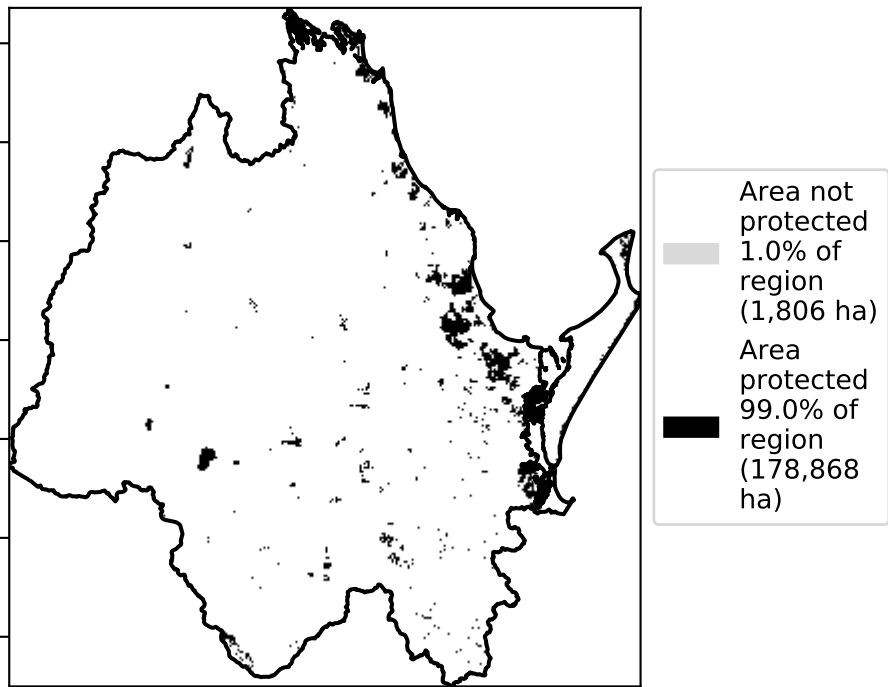 Area not
protected
1.0% of
region
(1,806 ha)
Area
protected
99.0% of
region
(178,868
ha)